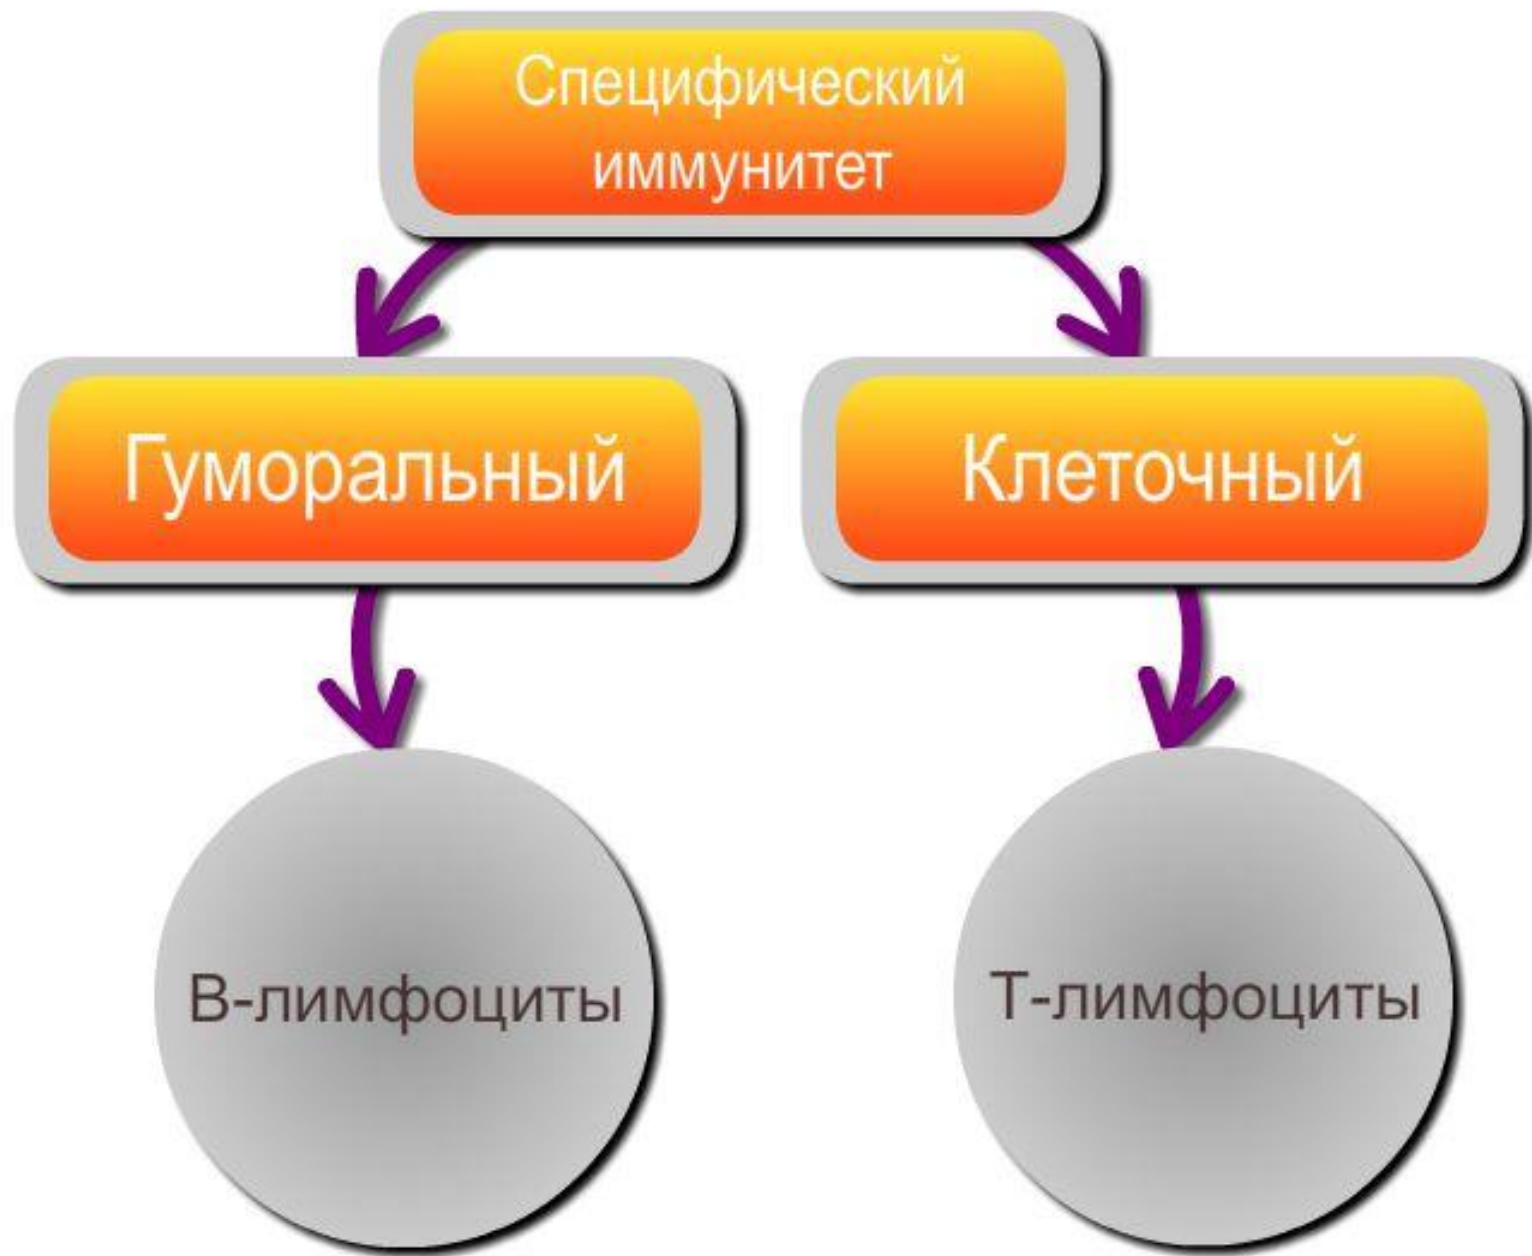 Специфический
иммунитет
Гуморальный
Клеточный
В-лимфоциты
Т-лимфоциты